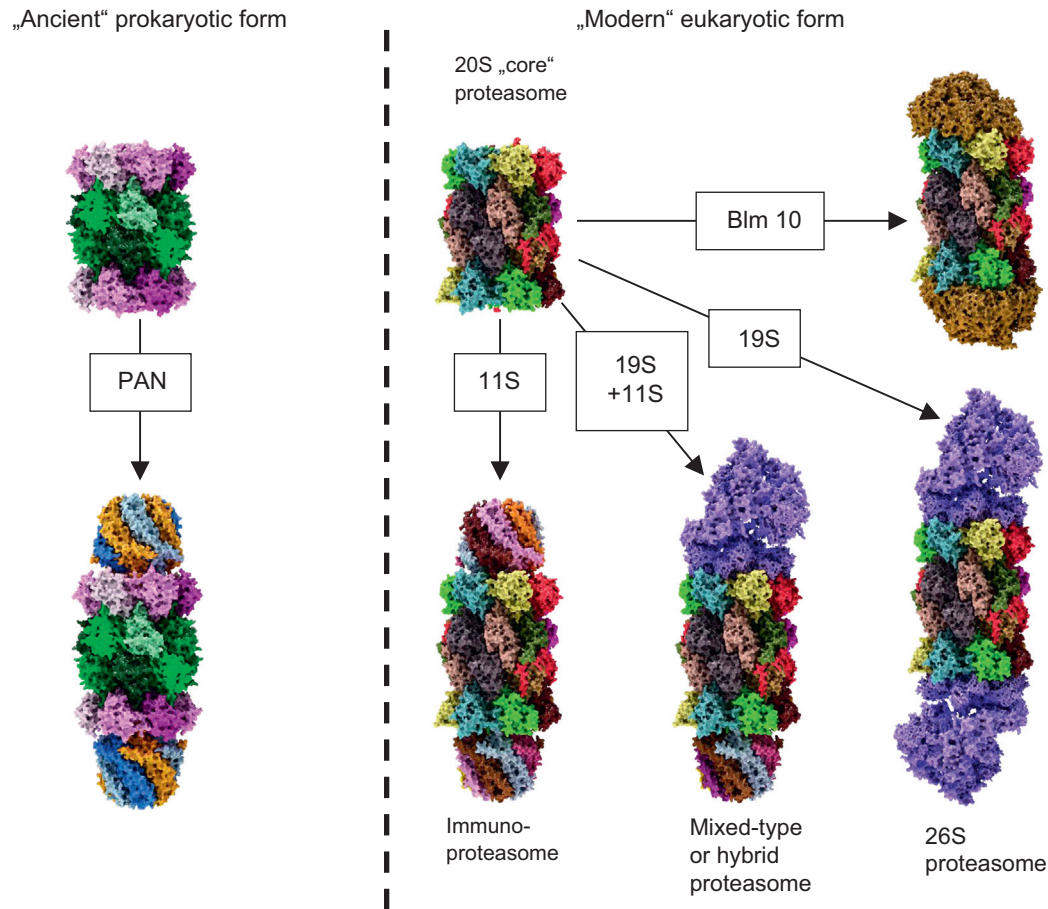 „Ancient“ prokaryotic form
„Modern“ eukaryotic form
20S „core“
proteasome
Blm 10
19S
PAN
11S
19S
+11S
Immuno-
proteasome
Mixed-type
or hybrid
proteasome
26S
proteasome